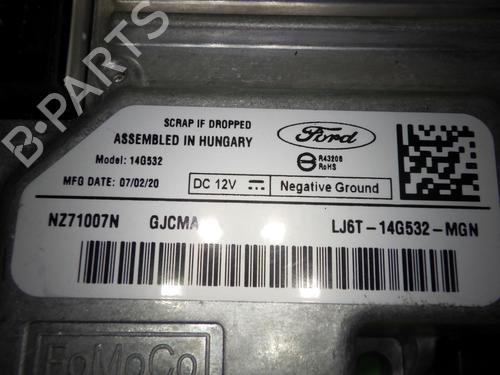 B-PARTS
SCRAP IF DROPPED
ASSEMBLED IN HUNGARY
Model: 14G532
MFG DATE: 07/02/20
Ford
R43208
RoHS
DC 12V
Negative Ground
NZ71007N GJCMA LJ6T-14G532-MGN
FoMoCo